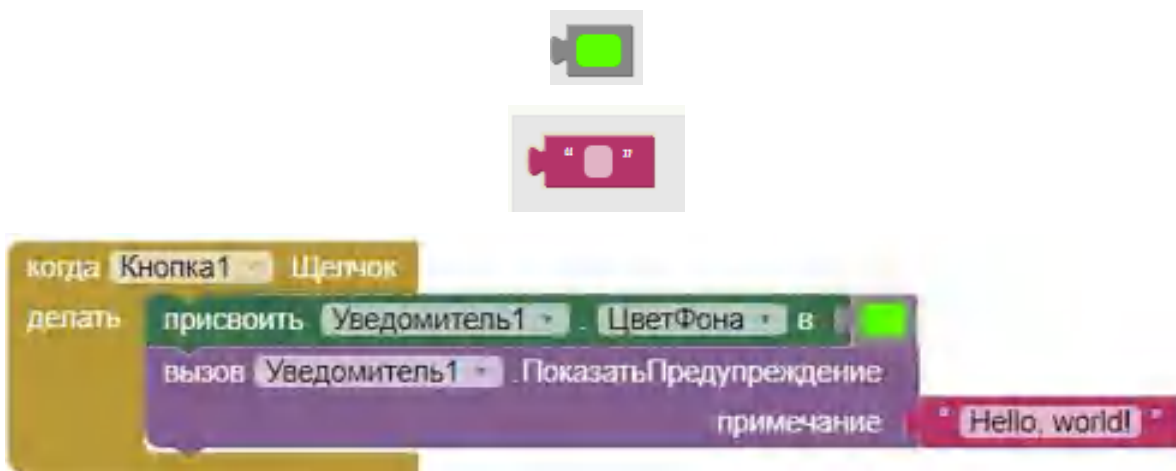 “ ”
когда Кнопка1 . Щелчок
делать присвоить Уведомитель1 . ЦветФона в
вызов Уведомитель1 .ПоказатьПредупреждение
примечание " Hello, world! "